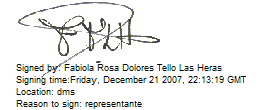 Signed by: Fabiola Rosa Dolores Tello Las Heras
Signing time:Friday, December 21 2007, 22:13:19 GMT
Location: dms
Reason to sign: representante